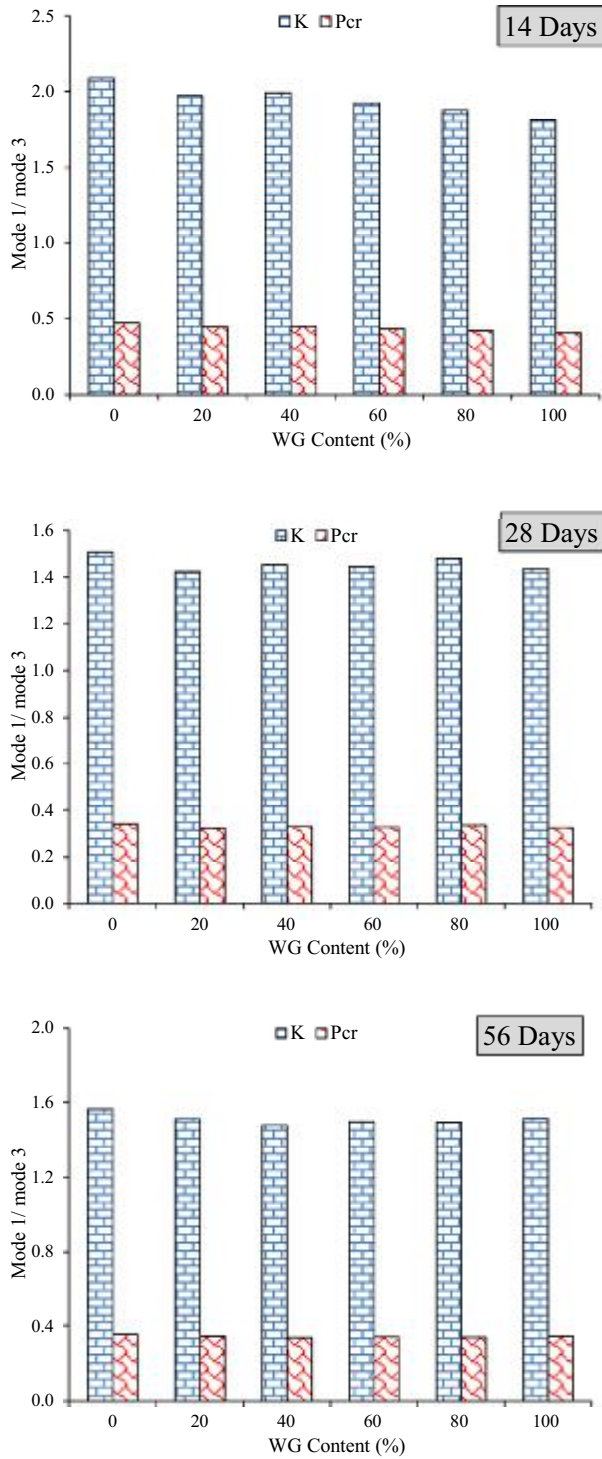 14 Days
K Pcr
2.5
2.0
1.5
1.0
0.5
0.0
Mode 1/ mode 3
0 20 40 60 80 100
WG Content (%)
28 Days
K Pcr
1.6
1.4
1.2
1.0
0.8
0.6
0.4
0.2
0.0
Mode 1/ mode 3
0 20 40 60 80 100
WG Content (%)
56 Days
K Pcr
2.0
1.6
1.2
0.8
0.4
0.0
Mode 1/ mode 3
0 20 40 60 80 100
WG Content (%)